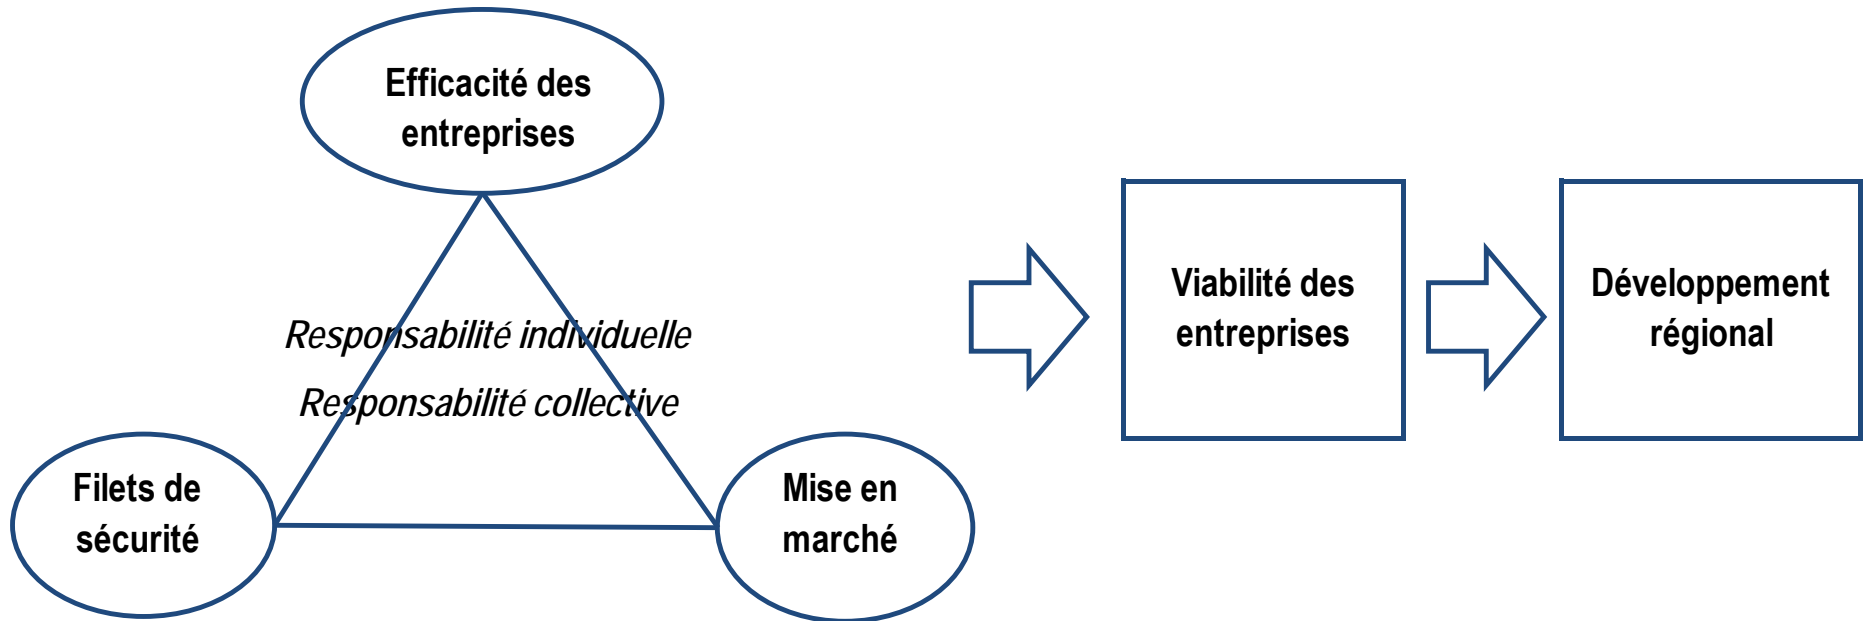 Efficacité des
entreprises
Responsabilité individuelle
Responsabilité collective
Filets de
sécurité
Mise en
marché
Viabilité des
entreprises
Développement
régional